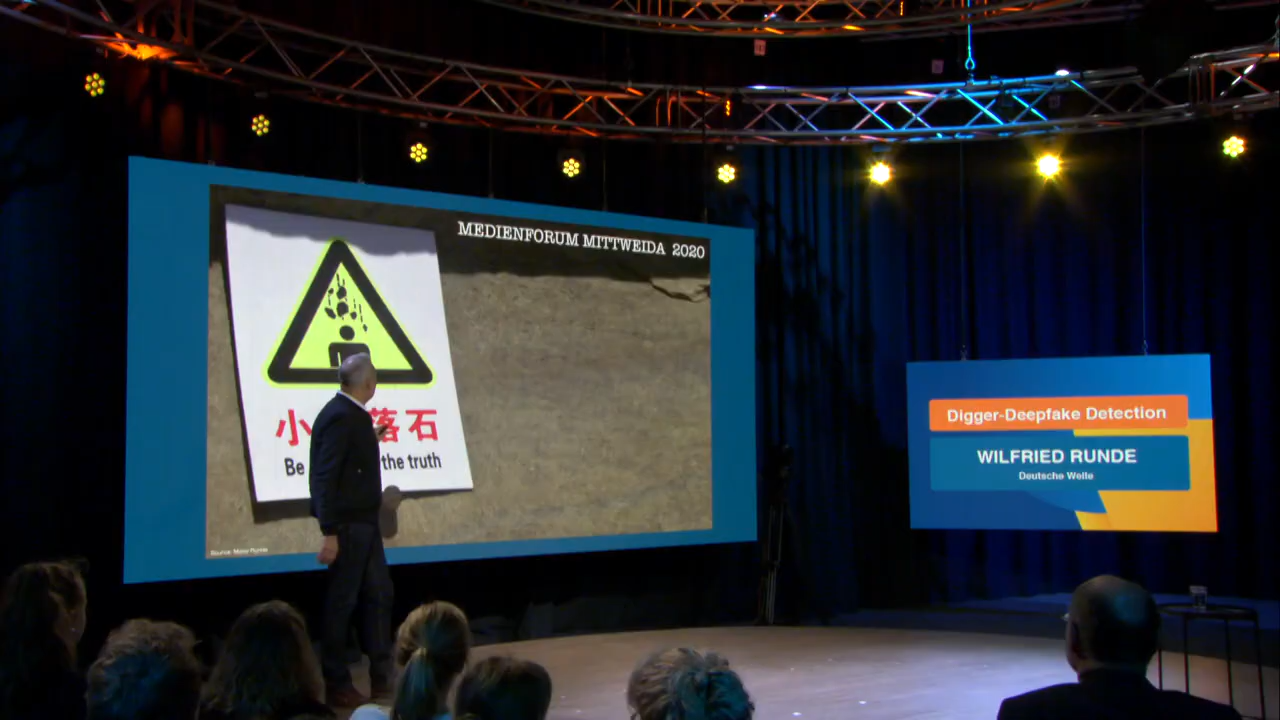 MEDIENFORUM MITTWEIDA 2020
小 落石
Be the truth
Digger-Deepfake Detection
WILFRIED RUNDE
Deutsche Welle